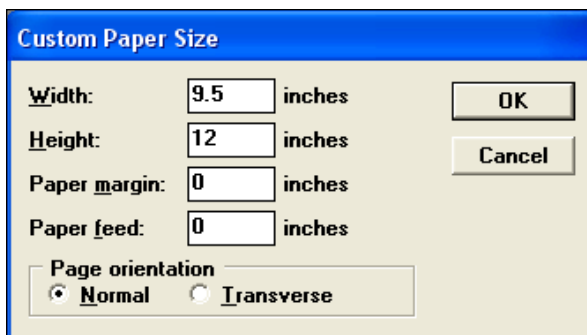 Custom Paper Size
Width: 9.5 inches OK
Height: 12 inches Cancel
Paper margin: 0 inches
Paper feed: 0 inches
Page orientation
Normal Transverse